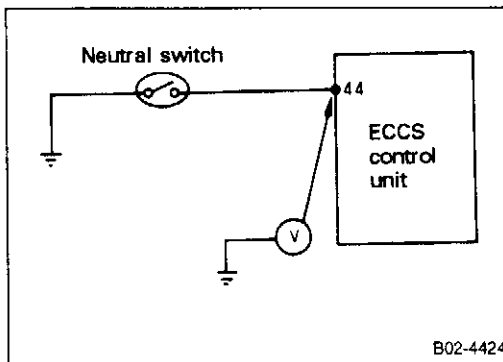 Neutral switch
44
ECCS
control
unit
V
B02-4424